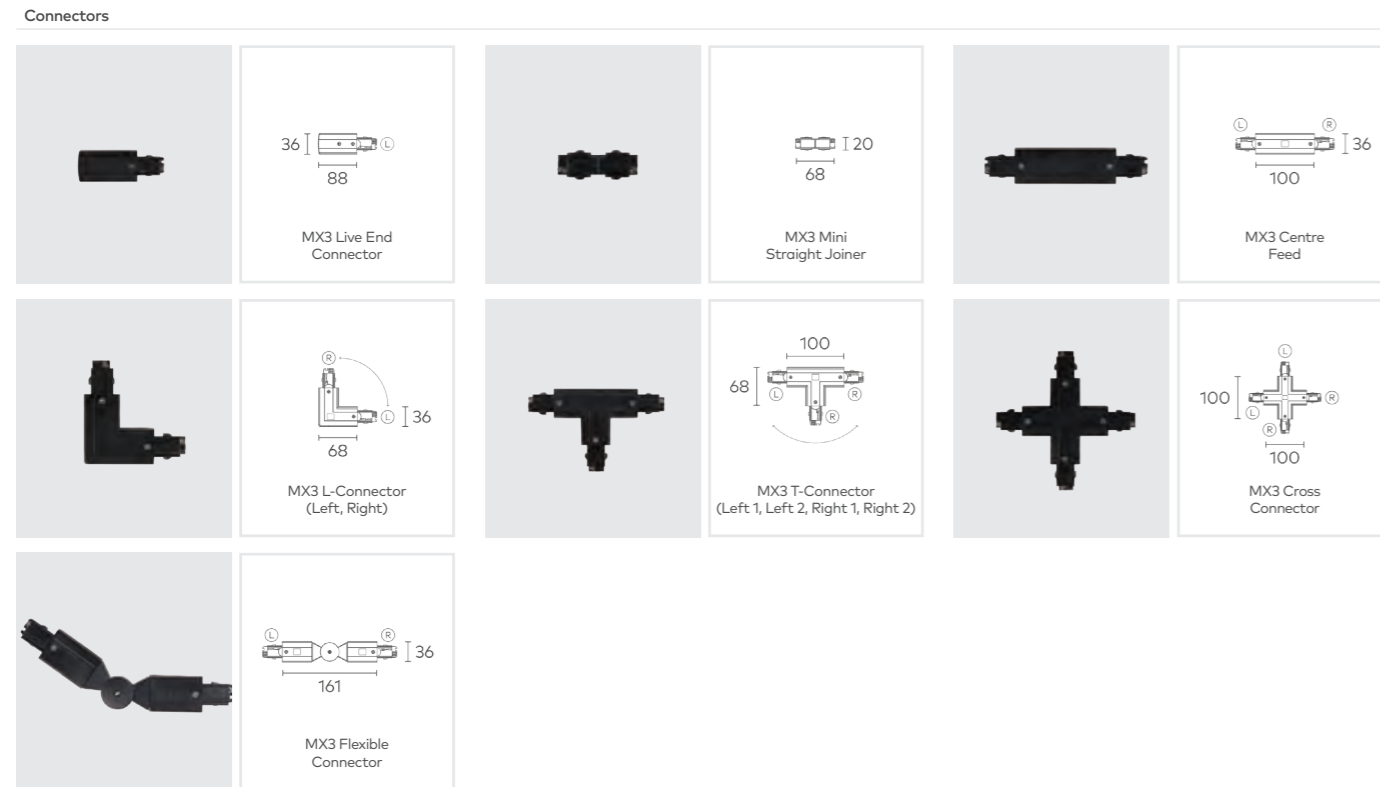 Connectors
36
L
88
MX3 Live End
Connector
20
68
MX3 Mini
Straight Joiner
L
R
36
100
MX3 Centre
Feed
R
L
36
68
MX3 L-Connector
(Left, Right)
100
68
L
R
R
MX3 T-Connector
(Left 1, Left 2, Right 1, Right 2)
L
100
R
L
R
100
MX3 Cross
Connector
L
R
36
161
MX3 Flexible
Connector